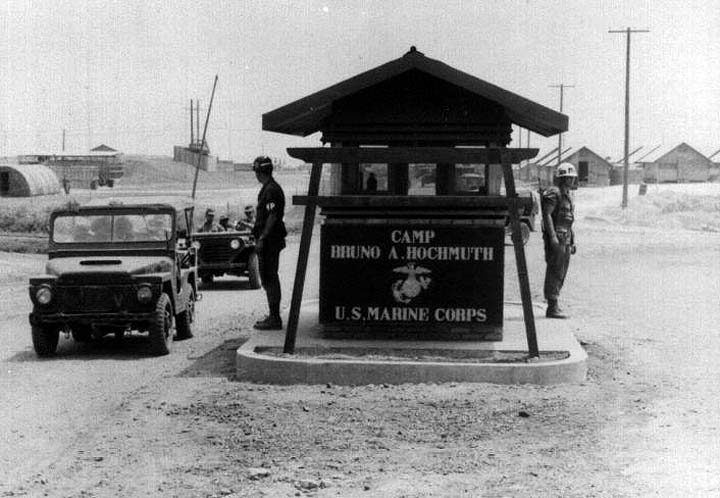 CAMP
BRUNO A. HOCHMUTH
U.S. MARINE CORPS